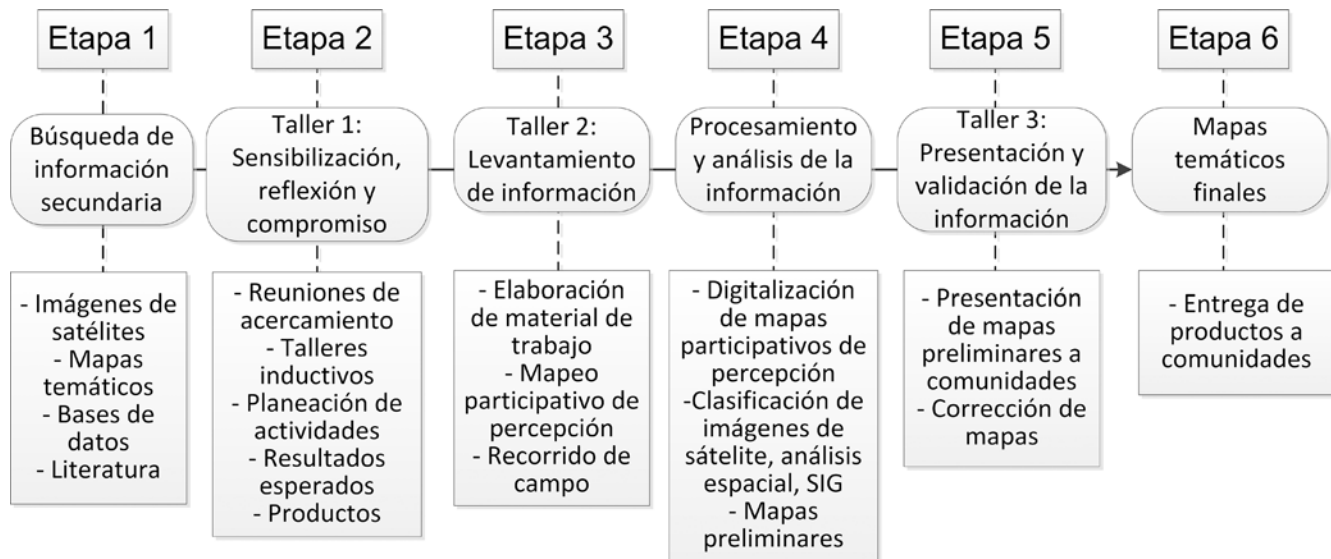 Etapa 1
Etapa 2
Etapa 3
Etapa 4
Etapa 5
Etapa 6
Búsqueda de
información
secundaria
Taller 1:
Sensibilización,
reflexión y
compromiso
Taller 2:
Levantamiento
de información
Procesamiento
y análisis de la
información
Taller 3:
Presentación y
validación de la
información
Mapas
temáticos
finales
- Imágenes de
satélites
- Mapas
temáticos
- Bases de
datos
- Literatura
- Reuniones de
acercamiento
- Talleres
inductivos
- Planeación de
actividades
- Resultados
esperados
- Productos
- Elaboración
de material de
trabajo
- Mapeo
participativo de
percepción
- Recorrido de
campo
- Digitalización
de mapas
participativos de
percepción
-Clasificación de
imágenes de
sátelite, análisis
espacial, SIG
- Mapas
preliminares
- Presentación
de mapas
preliminares a
comunidades
- Corrección de
mapas
- Entrega de
productos a
comunidades